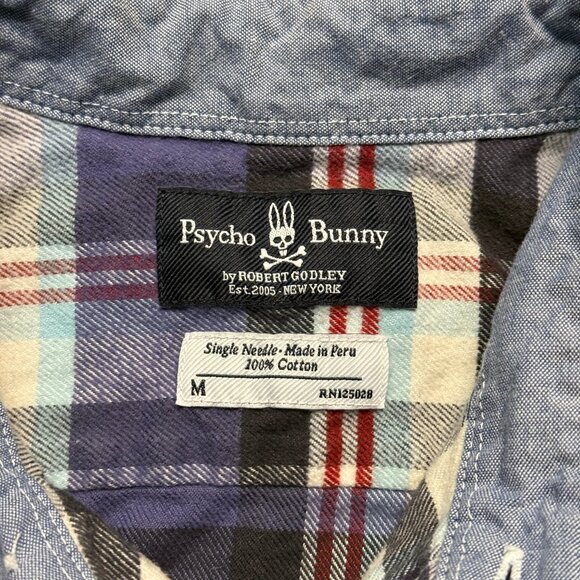 Psycho Bunny
by ROBERT GODLEY
EST. 2005 - NEW YORK
Single Needle • Made in Peru
100% Cotton
M RN125028